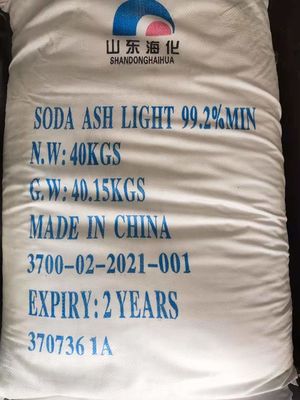 山东海化
SHANDONGHAIHUA
SODA ASH LIGHT 99.2%MIN
N.W:40KGS
G.W:40.15KGS
MADE IN CHINA
3700-02-2021-001
EXPIRY:2 YEARS
370736 1A